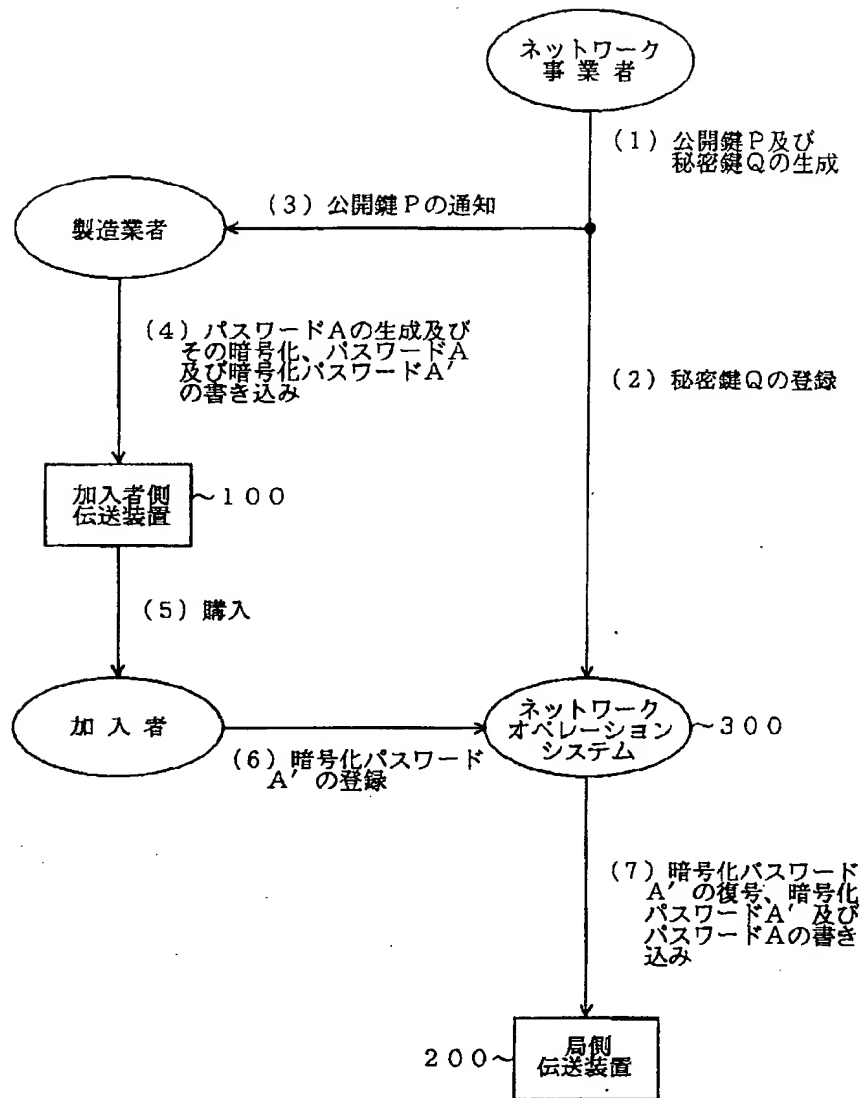 ネットワーク
事業者
(1) 公開鍵P及び
秘密鍵Qの生成
(3) 公開鍵Pの通知
製造業者
(4) パスワードAの生成及び
その暗号化、パスワードA
及び暗号化パスワードA'
の書き込み
(2) 秘密鍵Qの登録
加入者側
伝送装置
~100
(5) 購入
加入者
ネットワーク
オペレーション
システム
~300
(6) 暗号化パスワード
A'の登録
(7) 暗号化パスワード
A'の復号、暗号化
パスワードA'及び
パスワードAの書き
込み
200~
局側
伝送装置